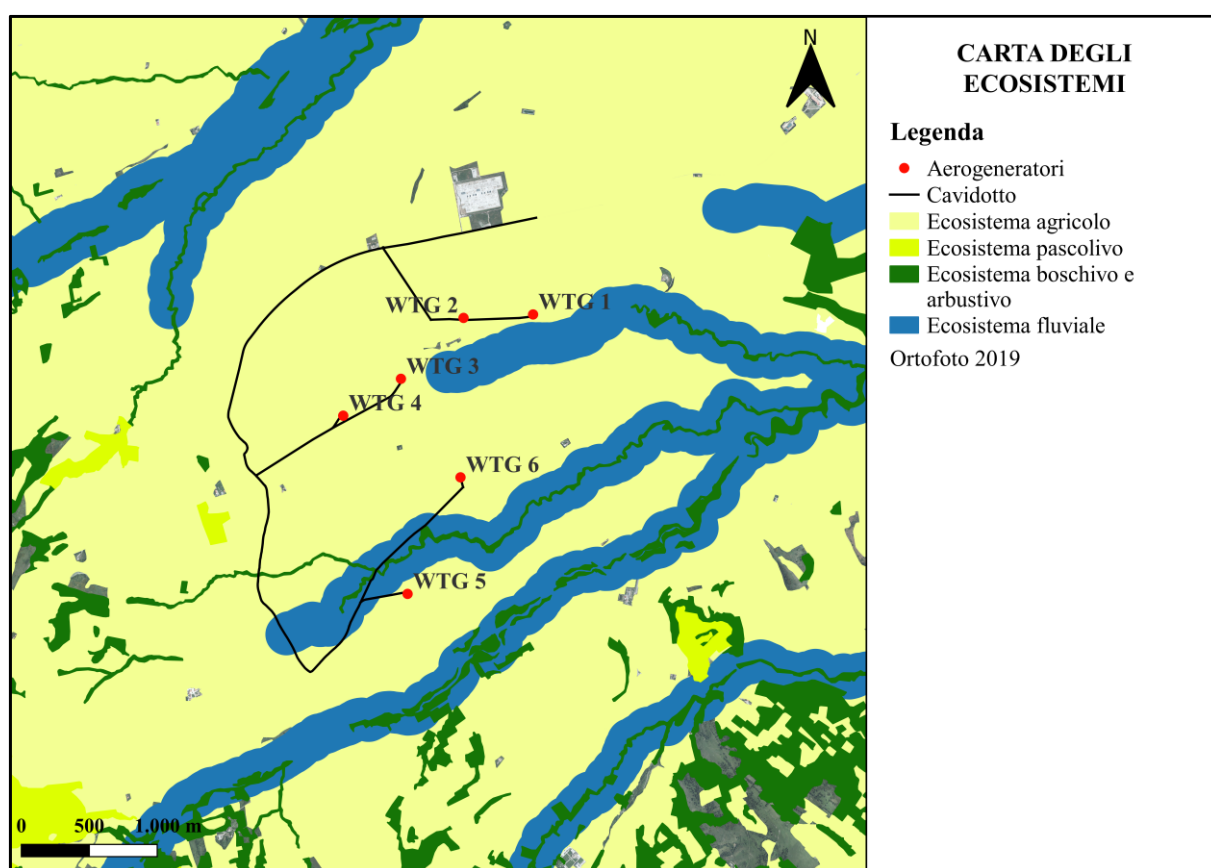 N
WTG 1
WTG 2
WTG 3
WTG 4
WTG 6
WTG 5
0 500 1.000 m
CARTA DEGLI
ECOSISTEMI
Legenda
Aerogeneratori
Cavidotto
Ecosistema agricolo
Ecosistema pascolivo
Ecosistema boschivo e
arbustivo
Ecosistema fluviale
Ortofoto 2019